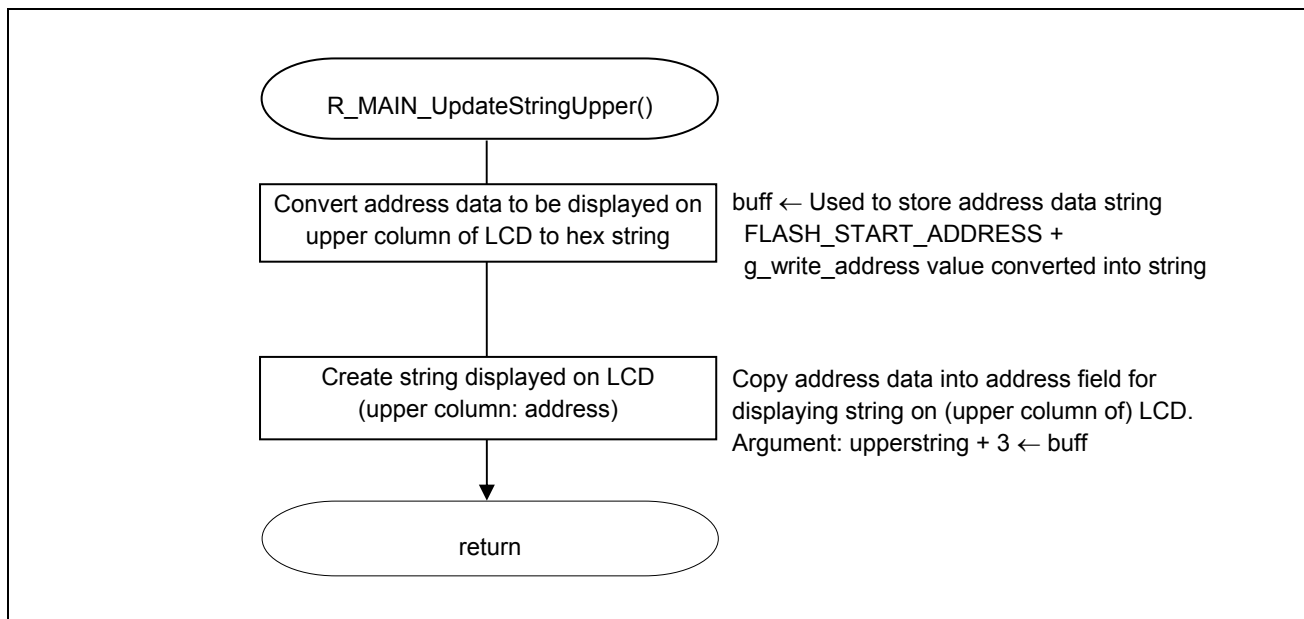 R_MAIN_UpdateStringUpper()
Convert address data to be displayed on
upper column of LCD to hex string
buff ← Used to store address data string
FLASH_START_ADDRESS +
g_write_address value converted into string
Create string displayed on LCD
(upper column: address)
Copy address data into address field for
displaying string on (upper column of) LCD.
Argument: upperstring + 3 ← buff
return